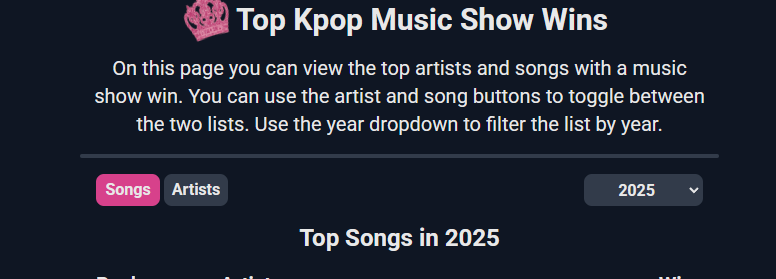 Top Kpop Music Show Wins
On this page you can view the top artists and songs with a music
show win. You can use the artist and song buttons to toggle between
the two lists. Use the year dropdown to filter the list by year.
Songs Artists 2025
Top Songs in 2025